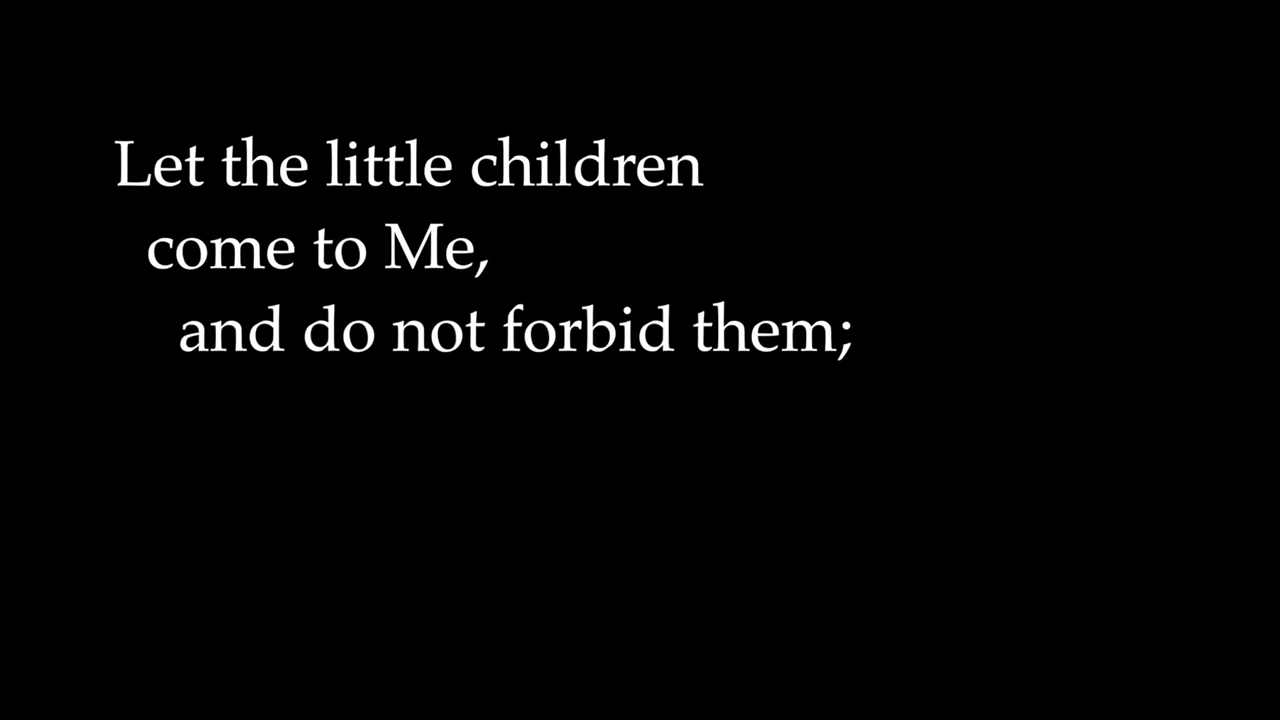 Let the little children
come to Me,
and do not forbid them;